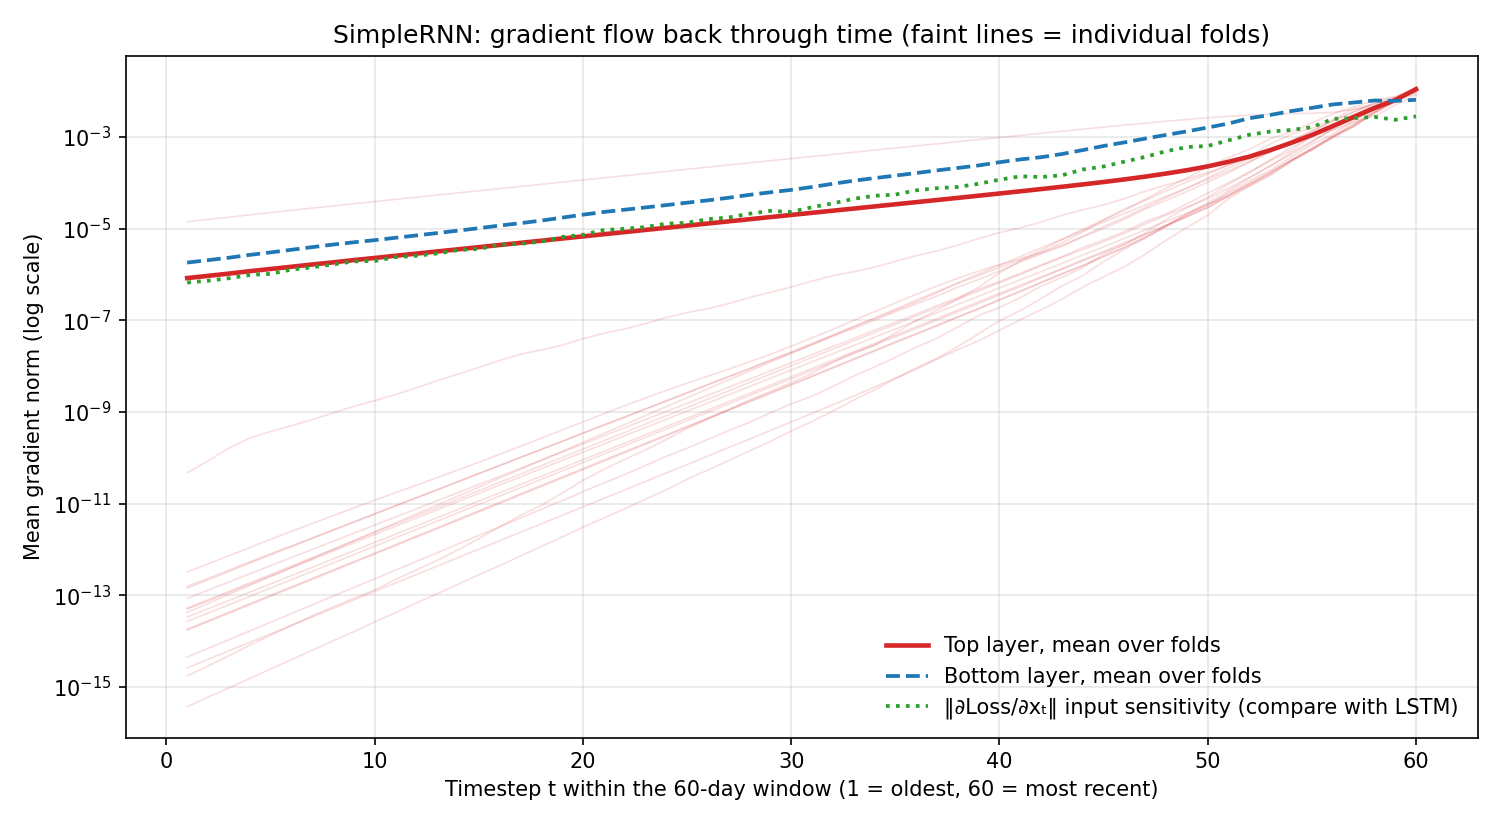 SimpleRNN: gradient flow back through time (faint lines = individual folds)
Mean gradient norm (log scale)
10⁻³
10⁻⁵
10⁻⁷
10⁻⁹
10⁻¹¹
10⁻¹³
10⁻¹⁵
Top layer, mean over folds
Bottom layer, mean over folds
‖∂Loss/∂xₜ‖ input sensitivity (compare with LSTM)
0 10 20 30 40 50 60
Timestep t within the 60-day window (1 = oldest, 60 = most recent)